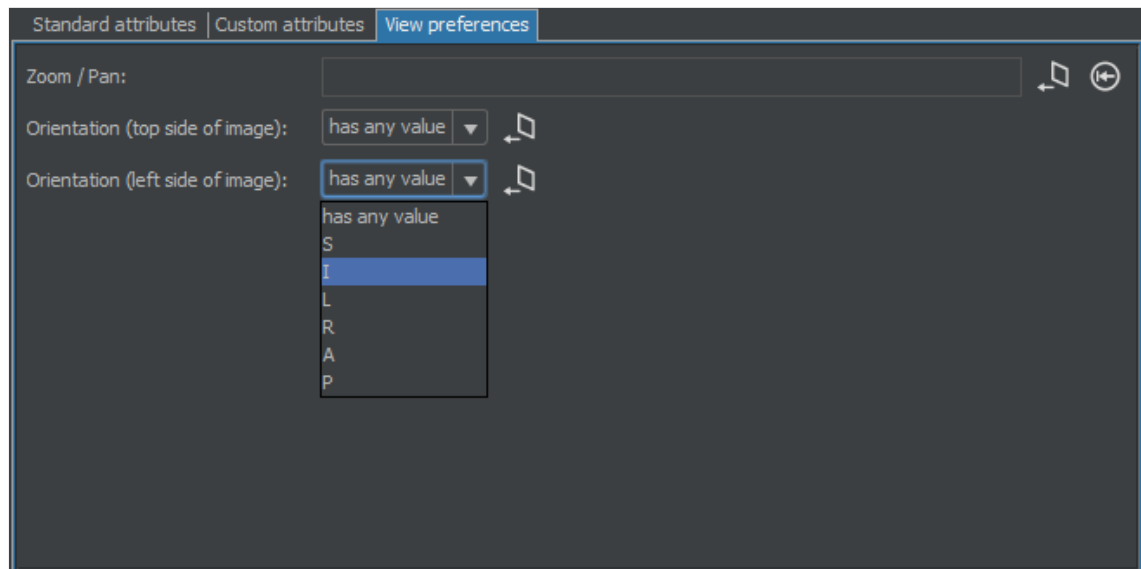 Standard attributes Custom attributes View preferences
Zoom / Pan:
Orientation (top side of image): has any value
Orientation (left side of image): has any value
has any value
S
I
L
R
A
P